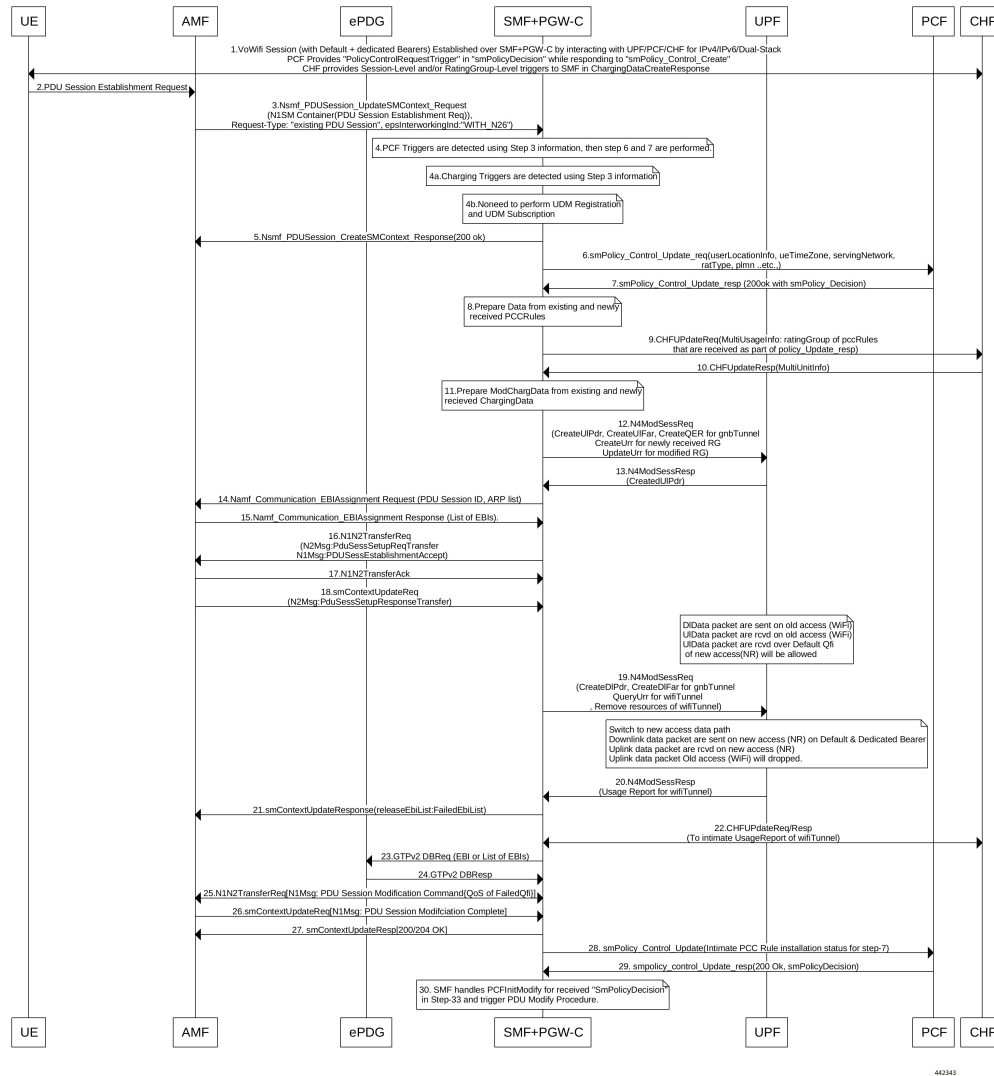 UE AMF ePDG SMF+PGW-C UPF PCF CHF
1.VoWifi Session (with Default + dedicated Bearers) Established over SMF+PGW-C by interacting with UPF/PCF/CHF for IPv4/IPv6/Dual-Stack
PCF Provides "PolicyControlRequestTrigger" in "smPolicyDecision" while responding to "smPolicy_Control_Create"
CHF provides Session-Level and/or RatingGroup-Level triggers to SMF in ChargingDataCreateResponse
2.PDU Session Establishment Request
3.Nsmf_PDUSession_UpdateSMContext_Request
(N1SM Container(PDU Session Establishment Req)),
Request-Type: "existing PDU Session", epsInterworkingInd:"WITH_N26")
4.PCF Triggers are detected using Step 3 information, then step 6 and 7 are performed.
4a.Charging Triggers are detected using Step 3 information
4b.Noneed to perform UDM Registration
and UDM Subscription
5.Nsmf_PDUSession_CreateSMContext_Response(200 ok)
6.smPolicy_Control_Update_req(userLocationInfo, ueTimeZone, servingNetwork,
ratType, plmn ..etc.,)
7.smPolicy_Control_Update_resp (200ok with smPolicy_Decision)
8.Prepare Data from existing and newly
received PCCRules
9.CHFUPdateReq(MultiUsageInfo: ratingGroup of pccRules
that are received as part of policy_Update_resp)
10.CHFUpdateResp(MultiUnitInfo)
11.Prepare ModChargData from existing and newly
recieved ChargingData
12.N4ModSessReq
(CreateUlPdr, CreateUlFar, CreateQER for gnbTunnel
CreateUrr for newly received RG
UpdateUrr for modified RG)
13.N4ModSessResp
(CreatedUlPdr)
14.Namf_Communication_EBIAssignment Request (PDU Session ID, ARP list)
15.Namf_Communication_EBIAssignment Response (List of EBIs).
16.N1N2TransferReq
(N2Msg:PduSessSetupReqTransfer
N1Msg:PDUSessEstablishmentAccept)
17.N1N2TransferAck
18.smContextUpdateReq
(N2Msg:PduSessSetupResponseTransfer)
DlData packet are sent on old access (WiFi)
UlData packet are rcvd on old access (WiFi)
UlData packet are rcvd over Default Qfi
of new access(NR) will be allowed
19.N4ModSessReq
(CreateDlPdr, CreateDlFar for gnbTunnel
QueryUrr for wifiTunnel
, Remove resources of wifiTunnel)
Switch to new access data path
Downlink data packet are sent on new access (NR) on Default & Dedicated Bearer
Uplink data packet are rcvd on new access (NR)
Uplink data packet Old access (WiFi) will dropped.
20.N4ModSessResp
(Usage Report for wifiTunnel)
21.smContextUpdateResponse(releaseEbiList:FailedEbiList)
22.CHFUPdateReq/Resp
(To intimate UsageReport of wifiTunnel)
23.GTPv2 DBReq (EBI or List of EBIs)
24.GTPv2 DBResp
25.N1N2TransferReq[N1Msg: PDU Session Modification Command{QoS of FailedQfi}]
26.smContextUpdateReq[N1Msg: PDU Session Modifciation Complete]
27. smContextUpdateResp[200/204 OK]
28. smPolicy_Control_Update(Intimate PCC Rule installation status for step-7)
29. smpolicy_control_Update_resp(200 Ok, smPolicyDecision)
30. SMF handles PCFInitModify for received "SmPolicyDecision"
in Step-33 and trigger PDU Modify Procedure.
UE AMF ePDG SMF+PGW-C UPF PCF CHF
442343